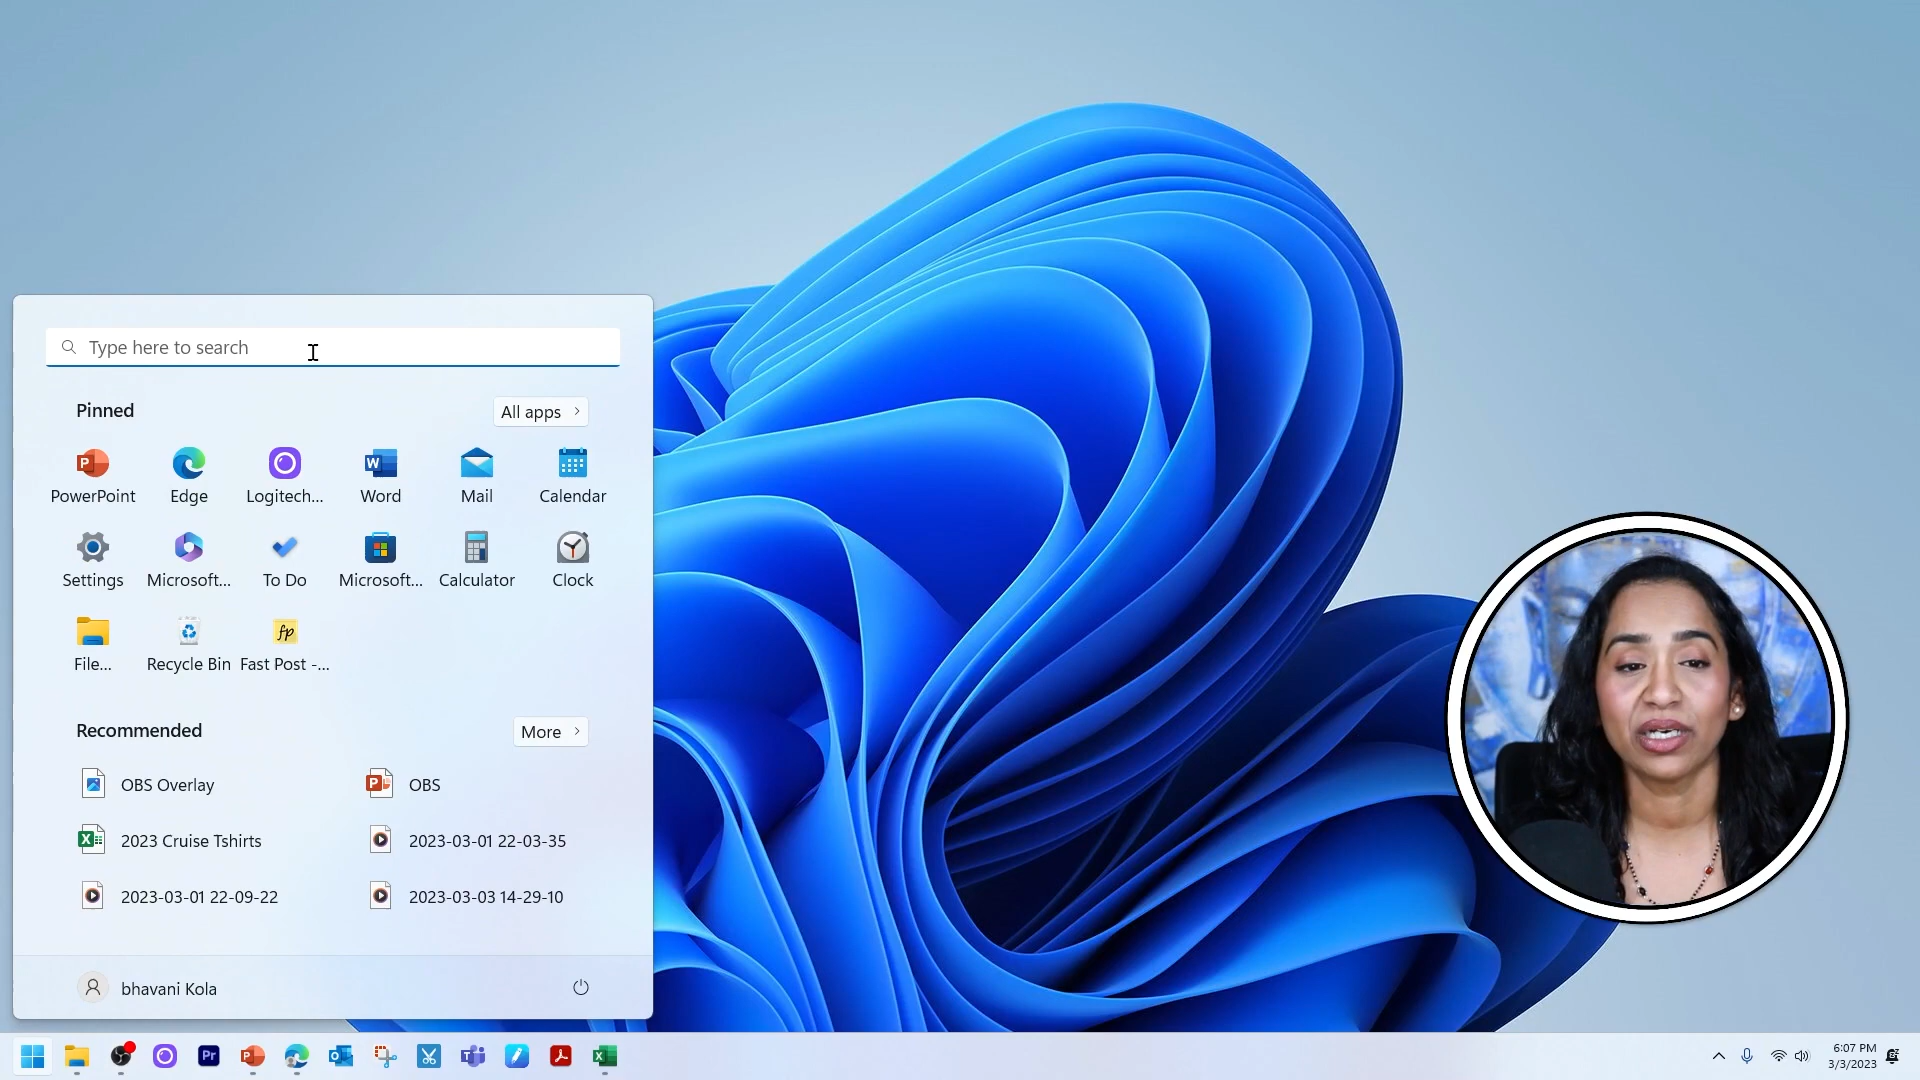 Type here to search
Pinned
All apps
PowerPoint
Edge
Logitech...
Word
Mail
Calendar
Settings
Microsoft...
To Do
Microsoft...
Calculator
Clock
File...
Recycle Bin
Fast Post -...
Recommended
More
OBS Overlay
OBS
2023 Cruise Tshirts
2023-03-01 22-03-35
2023-03-01 22-09-22
2023-03-03 14-29-10
bhavani Kola
6:07 PM
3/3/2023